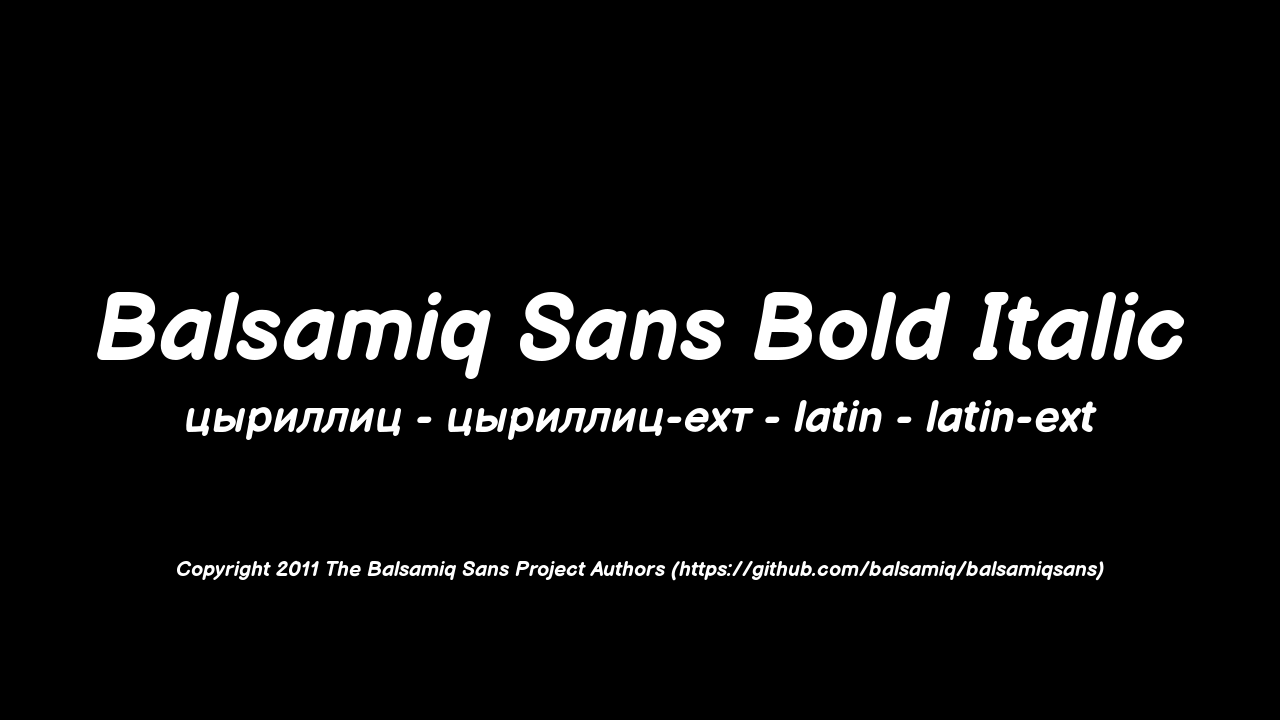 Balsamiq Sans Bold Italic
цыриллиц - цыриллиц-ехт - latin - latin-ext
Copyright 2011 The Balsamiq Sans Project Authors (https://github.com/balsamiq/balsamiqsans)